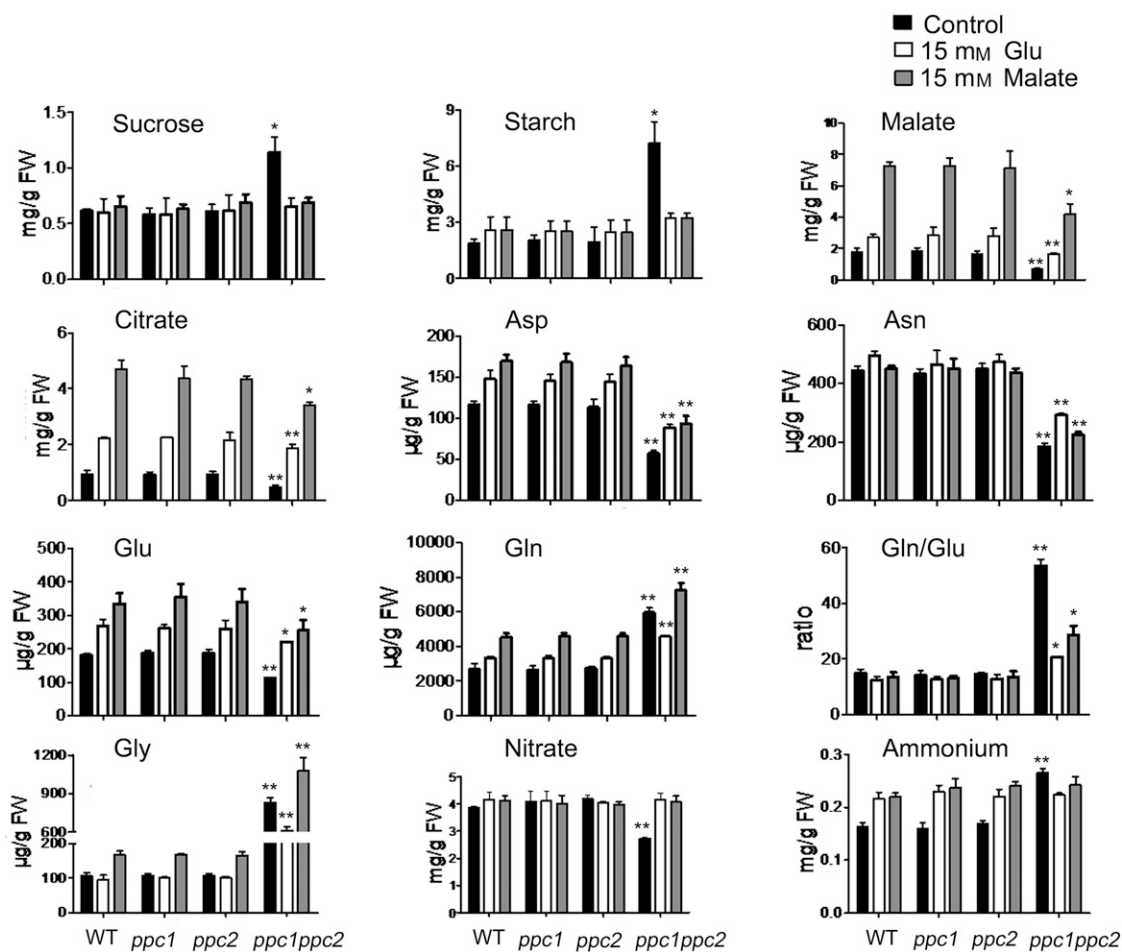 Control
15 mM Glu
15 mM Malate
Sucrose
mg/g FW
1.5
1.0
0.5
0.0
*
Starch
mg/g FW
9
6
3
0
*
Malate
mg/g FW
10
8
6
4
2
0
** ** *
Citrate
mg/g FW
6
4
2
0
** ** *
Asp
µg/g FW
200
150
100
50
0
** ** **
Asn
µg/g FW
600
400
200
0
** ** **
Glu
µg/g FW
500
400
300
200
100
0
** * *
Gln
µg/g FW
10000
8000
6000
4000
2000
0
** ** **
Gln/Glu
ratio
60
40
20
0
** * *
Gly
µg/g FW
1200
900
600
200
100
0
** ** **
Nitrate
mg/g FW
5
4
3
2
1
0
**
Ammonium
mg/g FW
0.3
0.2
0.1
0.0
**
WT ppc1 ppc2 ppc1ppc2
WT ppc1 ppc2 ppc1ppc2
WT ppc1 ppc2 ppc1ppc2